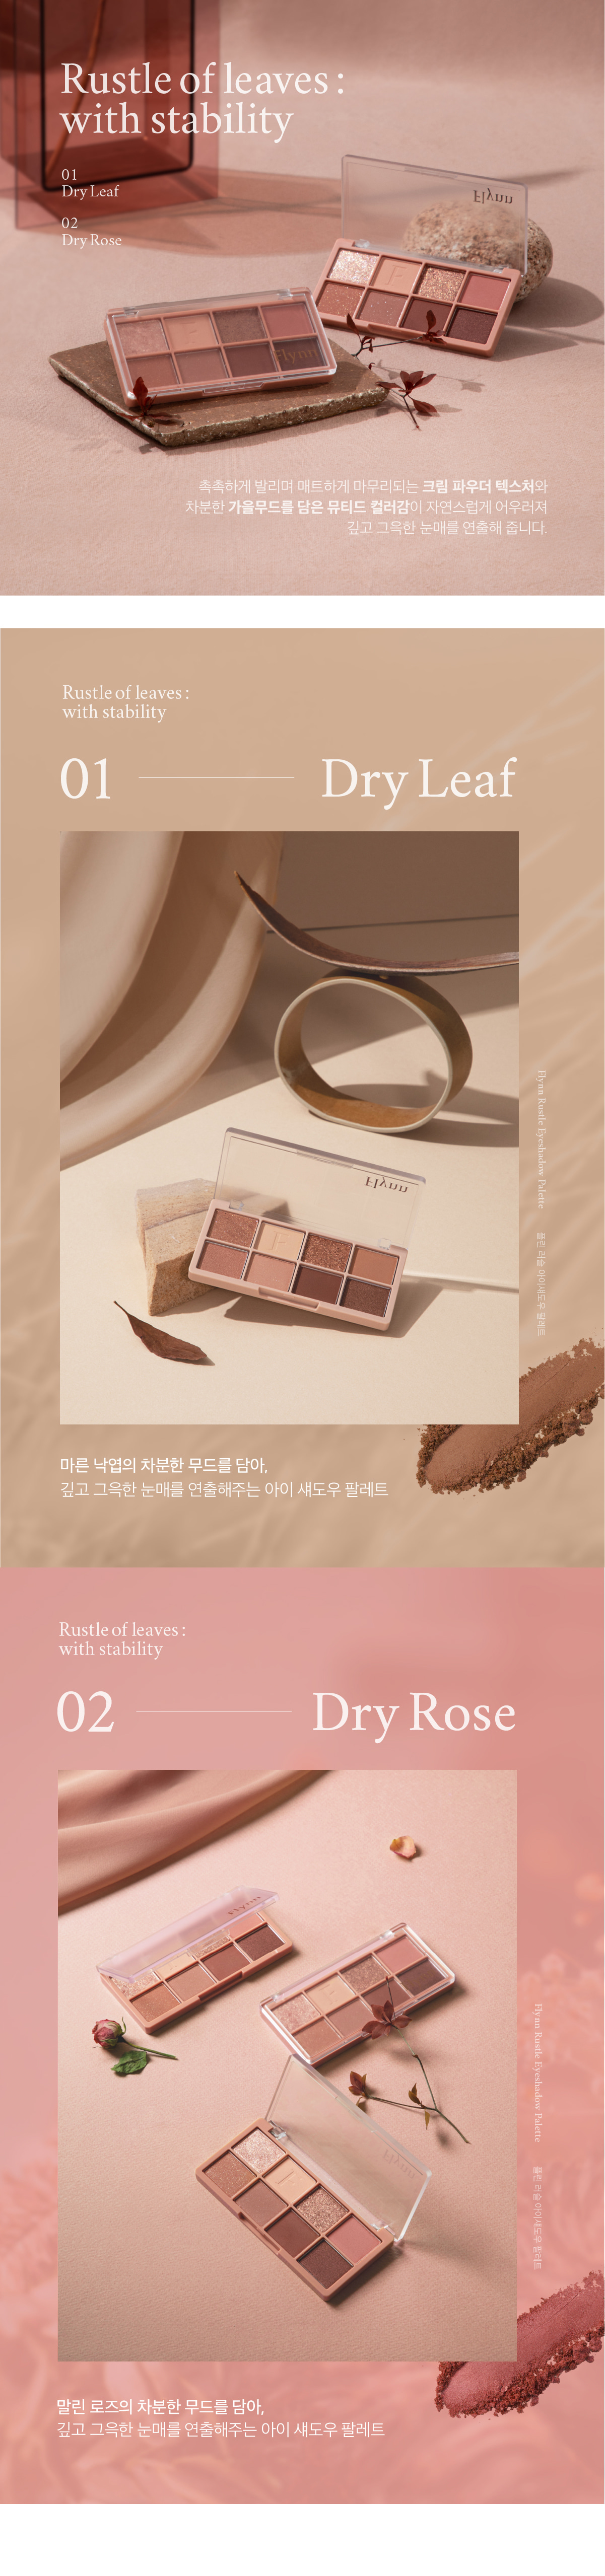 Rustle of leaves :
with stability
01
Dry Leaf
02
Dry Rose
Flynn
Flynn
촉촉하게 발리며 매트하게 마무리되는 크림 파우더 텍스처와
차분한 가을무드를 담은 뮤티드 컬러감이 자연스럽게 어우러져
깊고 그윽한 눈매를 연출해 줍니다.
Rustle of leaves :
with stability
01
Dry Leaf
Flynn
Flynn Rustle Eyeshadow Palette
플린 러슬 아이섀도우 팔레트
마른 낙엽의 차분한 무드를 담아,
깊고 그윽한 눈매를 연출해주는 아이 섀도우 팔레트
Rustle of leaves :
with stability
02
Dry Rose
Flynn
Flynn
Flynn Rustle Eyeshadow Palette
플린 러슬 아이섀도우 팔레트
말린 로즈의 차분한 무드를 담아,
깊고 그윽한 눈매를 연출해주는 아이 섀도우 팔레트